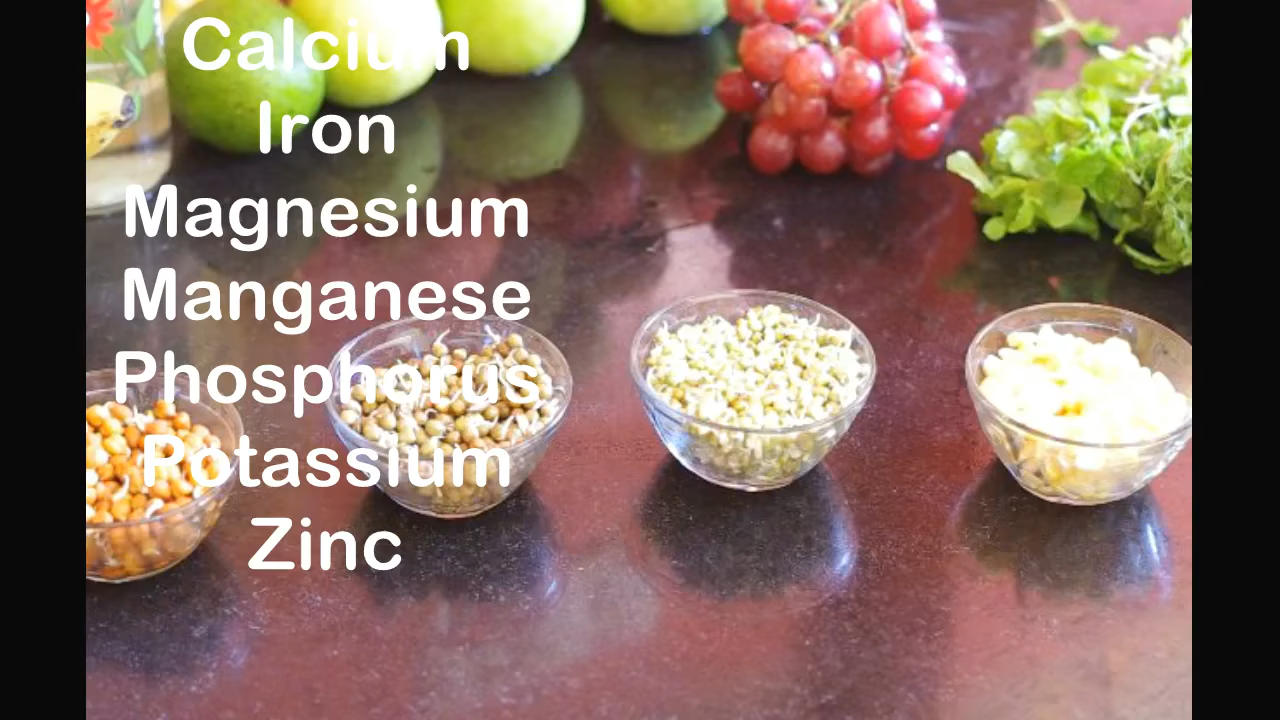 Calcium
Iron
Magnesium
Manganese
Phosphorus
Potassium
Zinc